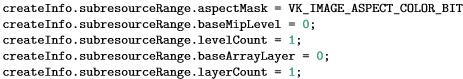 createInfo.subresourceRange.aspectMask = VK_IMAGE_ASPECT_COLOR_BIT
createInfo.subresourceRange.baseMipLevel = 0;
createInfo.subresourceRange.levelCount = 1;
createInfo.subresourceRange.baseArrayLayer = 0;
createInfo.subresourceRange.layerCount = 1;